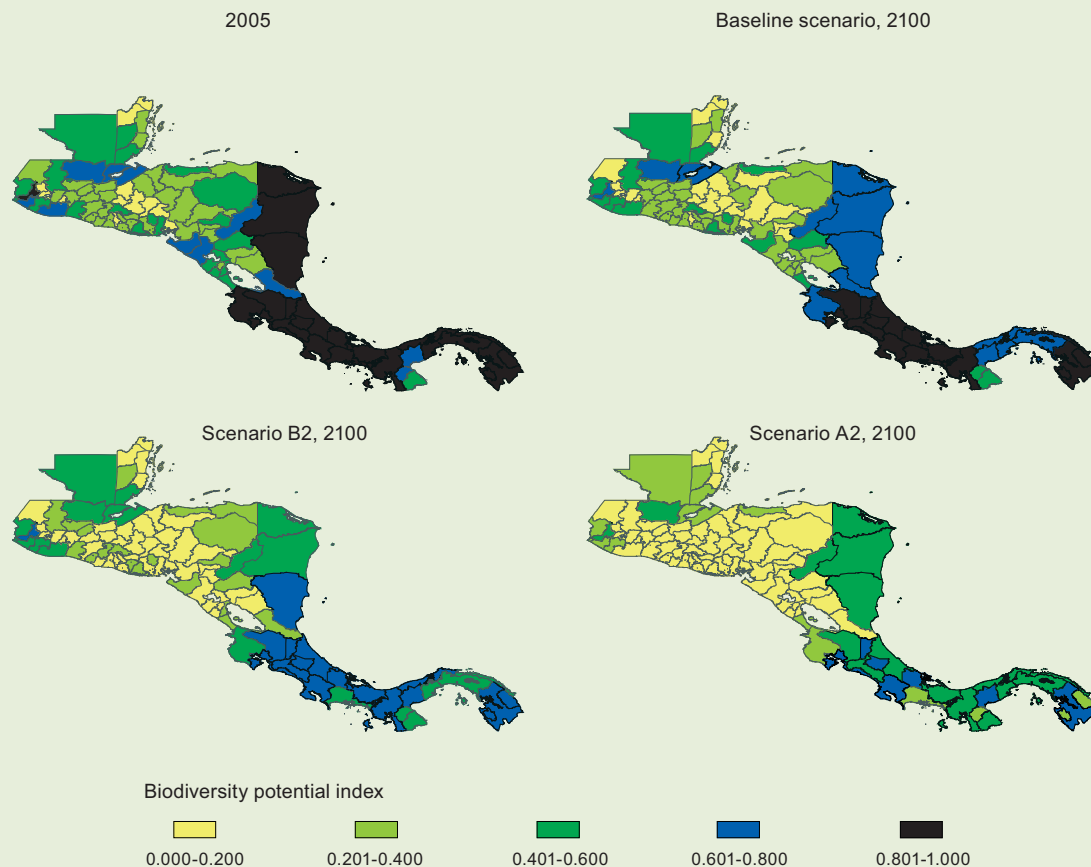 2005
Baseline scenario, 2100
Scenario B2, 2100
Scenario A2, 2100
Biodiversity potential index
0.000-0.200
0.201-0.400
0.401-0.600
0.601-0.800
0.801-1.000